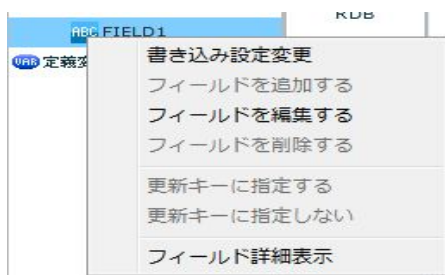 RDB
ABC FIELD1
VAR 定義変
書き込み設定変更
フィールドを追加する
フィールドを編集する
フィールドを削除する
更新キーに指定する
更新キーに指定しない
フィールド詳細表示